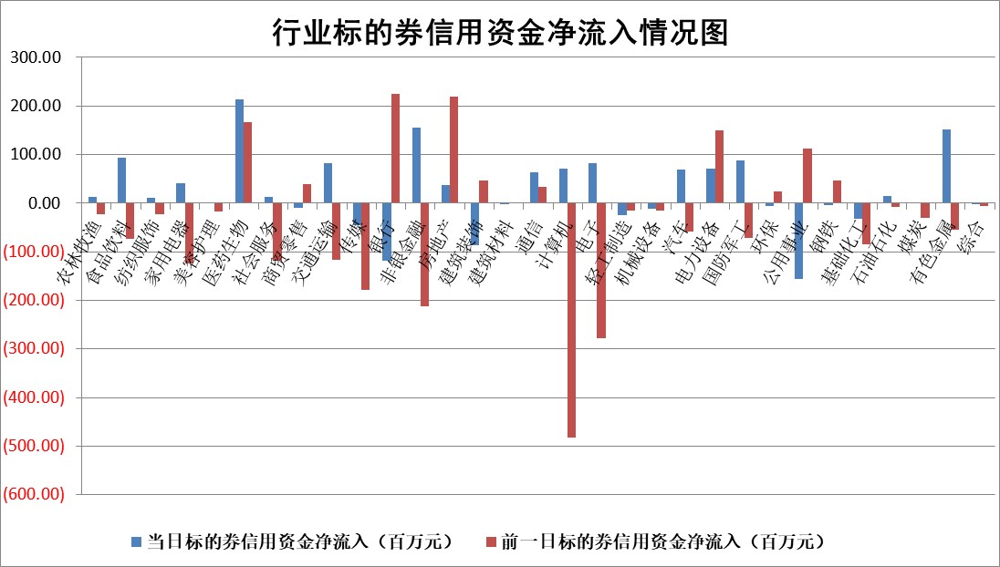 行业标的券信用资金净流入情况图
300.00
200.00
100.00
0.00
(100.00)
(200.00)
(300.00)
(400.00)
(500.00)
(600.00)
农林牧渔
食品饮料
纺织服饰
家用电器
美容护理
医药生物
社会服务
商贸零售
交通运输
传媒
银行
非银金融
房地产
建筑装饰
建筑材料
通信
计算机
电子
轻工制造
机械设备
汽车
电力设备
国防军工
环保
公用事业
钢铁
基础化工
石油石化
煤炭
有色金属
综合
当日标的券信用资金净流入（百万元）
前一日标的券信用资金净流入（百万元）